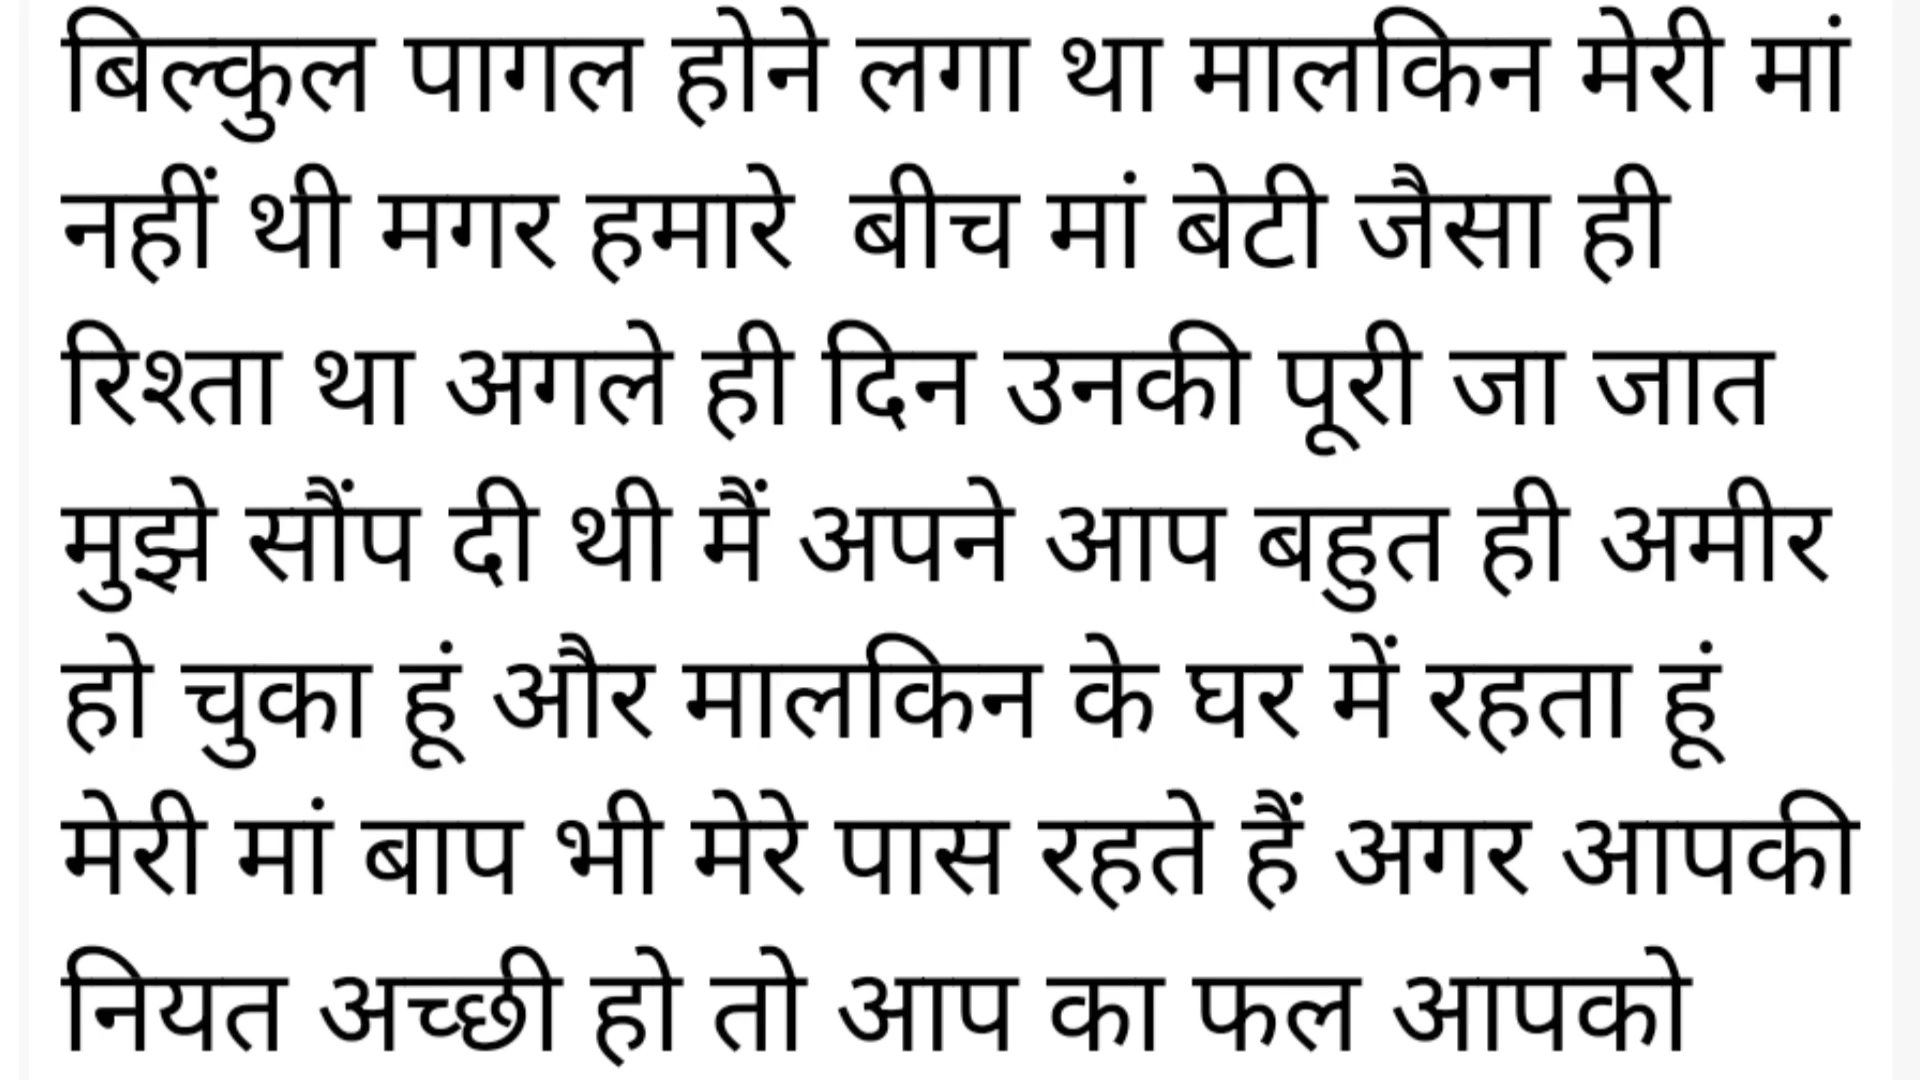 बिल्कुल पागल होने लगा था मालकिन मेरी मां
नहीं थी मगर हमारे  बीच मां बेटी जैसा ही
रिश्ता था अगले ही दिन उनकी पूरी जा जात
मुझे सौंप दी थी मैं अपने आप बहुत ही अमीर
हो चुका हूं और मालकिन के घर में रहता हूं
मेरी मां बाप भी मेरे पास रहते हैं अगर आपकी
नियत अच्छी हो तो आप का फल आपको